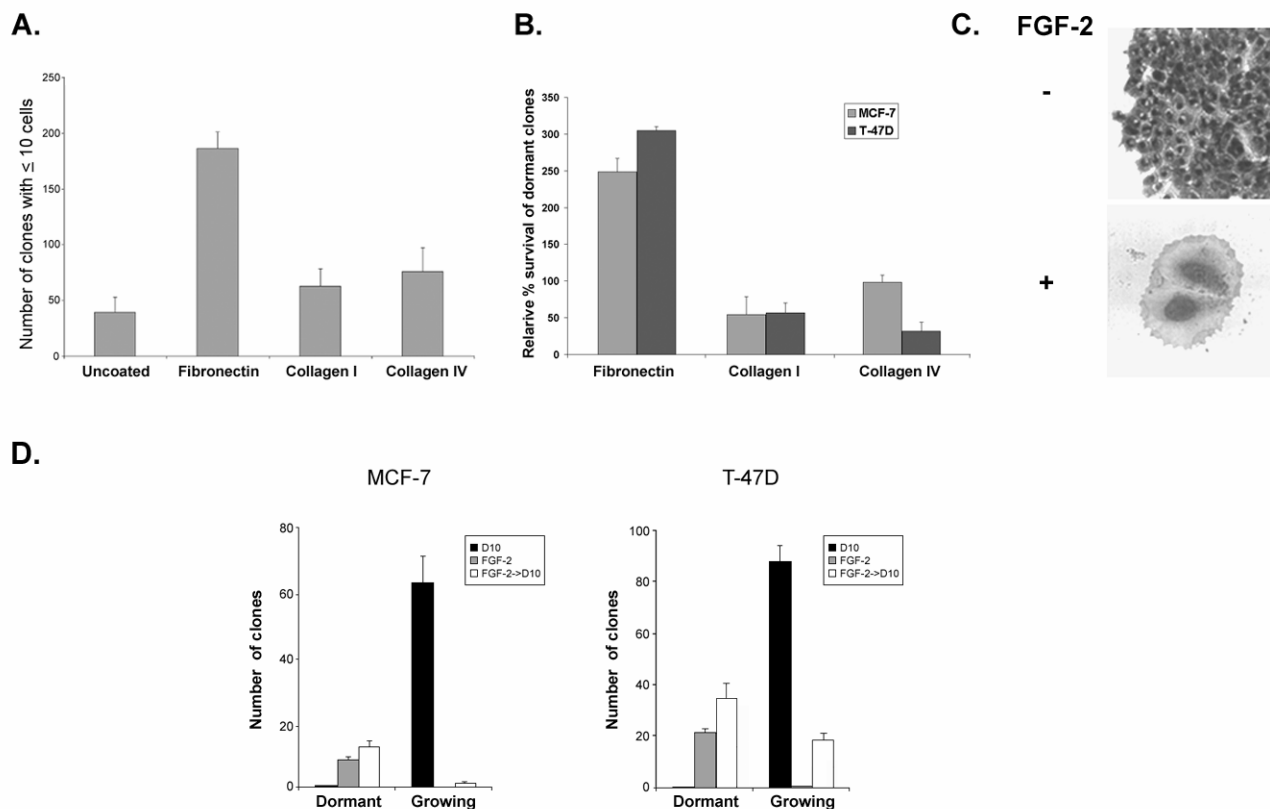 A.
Number of clones with ≤ 10 cells
250
200
150
100
50
0
Uncoated Fibronectin Collagen I Collagen IV
B.
Relarive % survival of dormant clones
350
300
250
200
150
100
50
0
MCF-7
T-47D
Fibronectin Collagen I Collagen IV
C. FGF-2
-
+
D.
MCF-7
Number of clones
80
60
40
20
0
D10
FGF-2
FGF-2->D10
Dormant Growing
T-47D
Number of clones
100
80
60
40
20
0
D10
FGF-2
FGF-2->D10
Dormant Growing